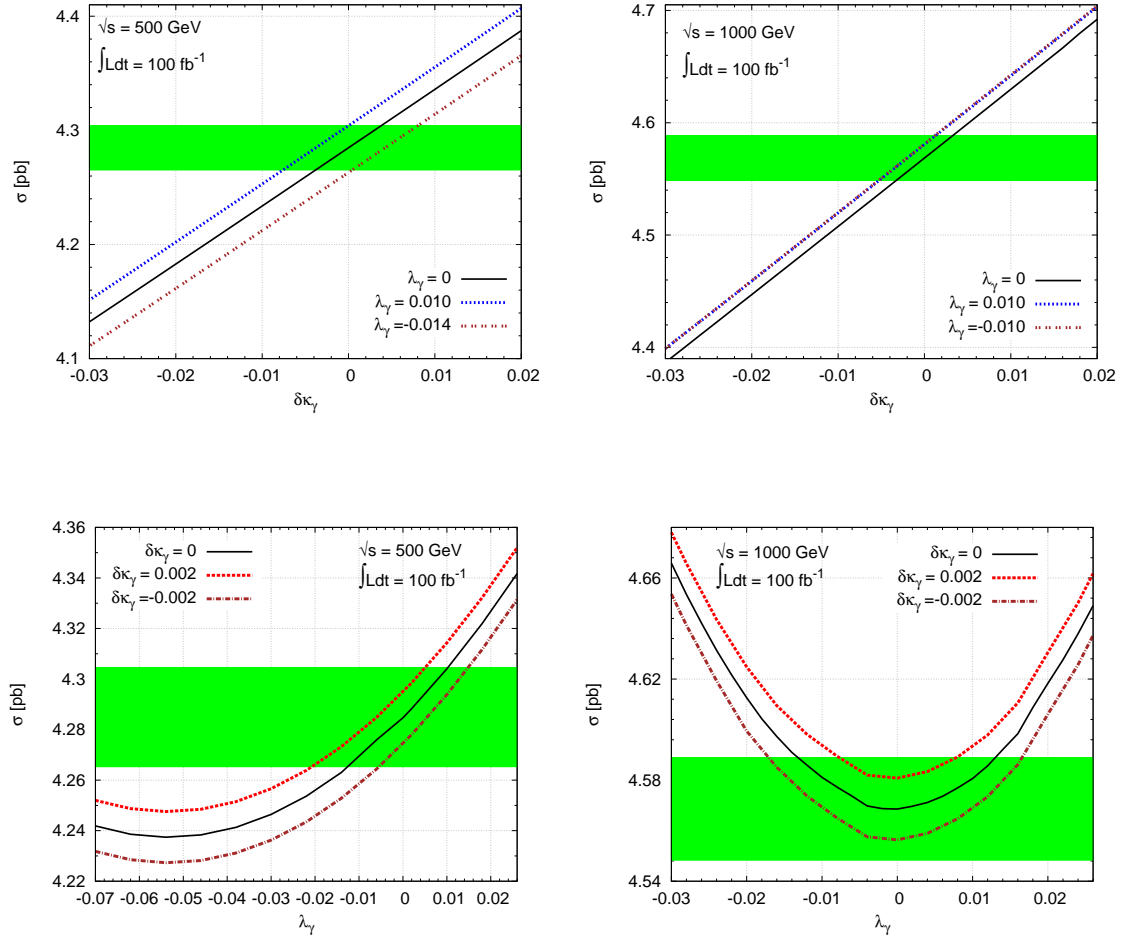 √s = 500 GeV
∫Ldt = 100 fb⁻¹
σ [pb]
4.4
4.3
4.2
4.1
λγ = 0
λγ = 0.010
λγ =-0.014
-0.03 -0.02 -0.01 0 0.01 0.02
δκγ
√s = 1000 GeV
∫Ldt = 100 fb⁻¹
σ [pb]
4.7
4.6
4.5
4.4
λγ = 0
λγ = 0.010
λγ =-0.010
-0.03 -0.02 -0.01 0 0.01 0.02
δκγ
δκγ = 0
δκγ = 0.002
δκγ =-0.002
√s = 500 GeV
∫Ldt = 100 fb⁻¹
σ [pb]
4.36
4.34
4.32
4.3
4.28
4.26
4.24
4.22
-0.07 -0.06 -0.05 -0.04 -0.03 -0.02 -0.01 0 0.01 0.02
λγ
√s = 1000 GeV
∫Ldt = 100 fb⁻¹
δκγ = 0
δκγ = 0.002
δκγ =-0.002
σ [pb]
4.66
4.62
4.58
4.54
-0.03 -0.02 -0.01 0 0.01 0.02
λγ